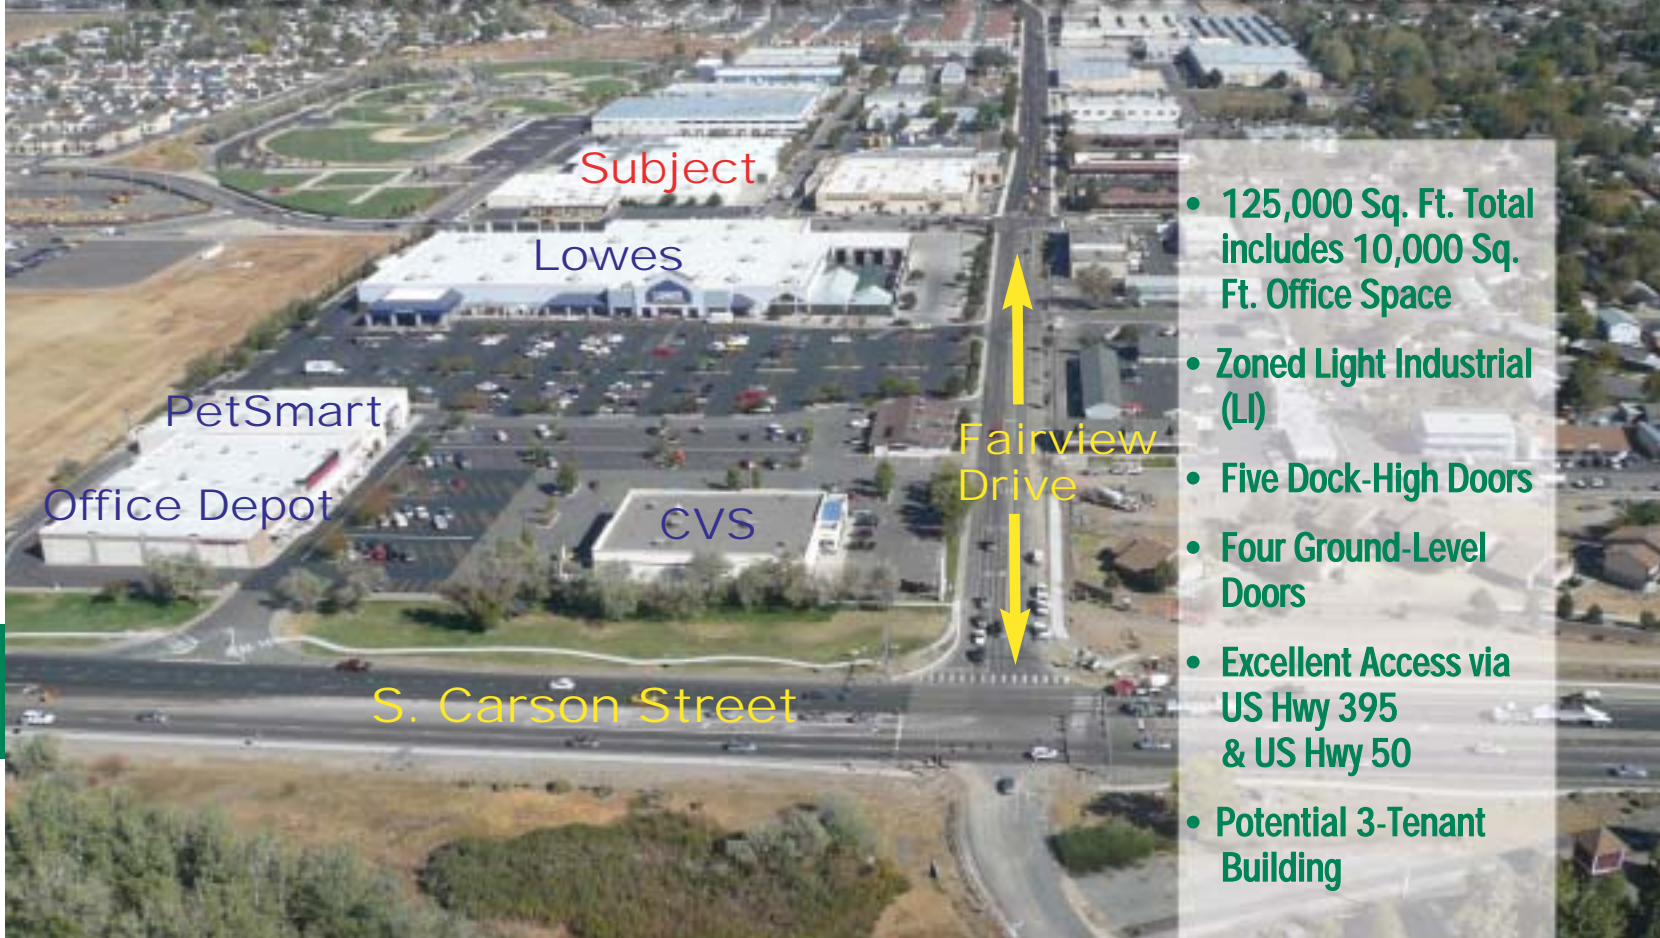 Subject
Lowes
PetSmart
Office Depot
CVS
Fairview
Drive
S. Carson Street
• 125,000 Sq. Ft. Total
includes 10,000 Sq.
Ft. Office Space
• Zoned Light Industrial
(LI)
• Five Dock-High Doors
• Four Ground-Level
Doors
• Excellent Access via
US Hwy 395
& US Hwy 50
• Potential 3-Tenant
Building